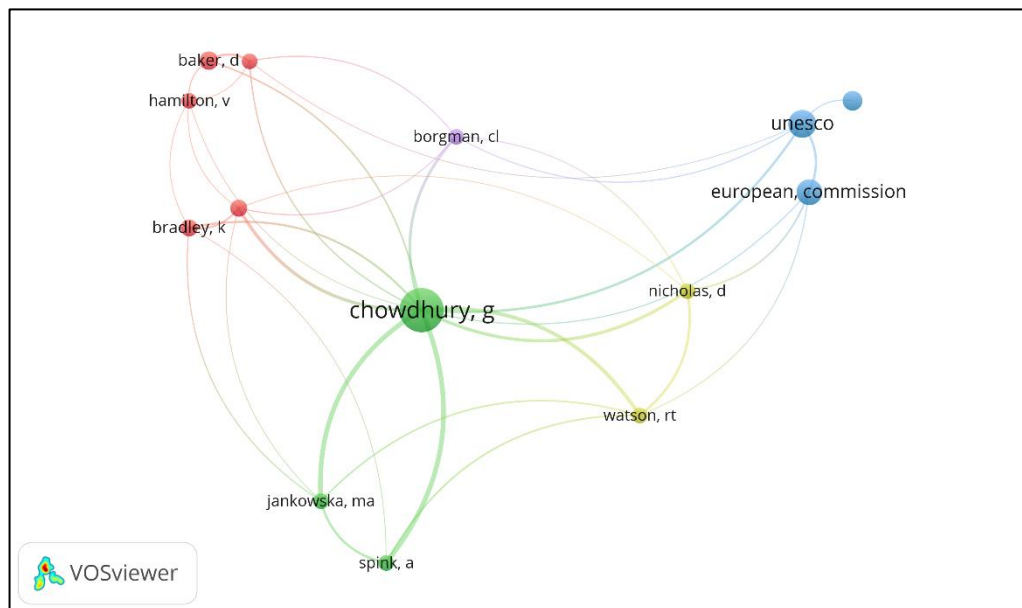 baker, d
hamilton, v
borgman, cl
unesco
european, commission
bradley, k
nicholas, d
chowdhury, g
watson, rt
jankowska, ma
spink, a
VOSviewer